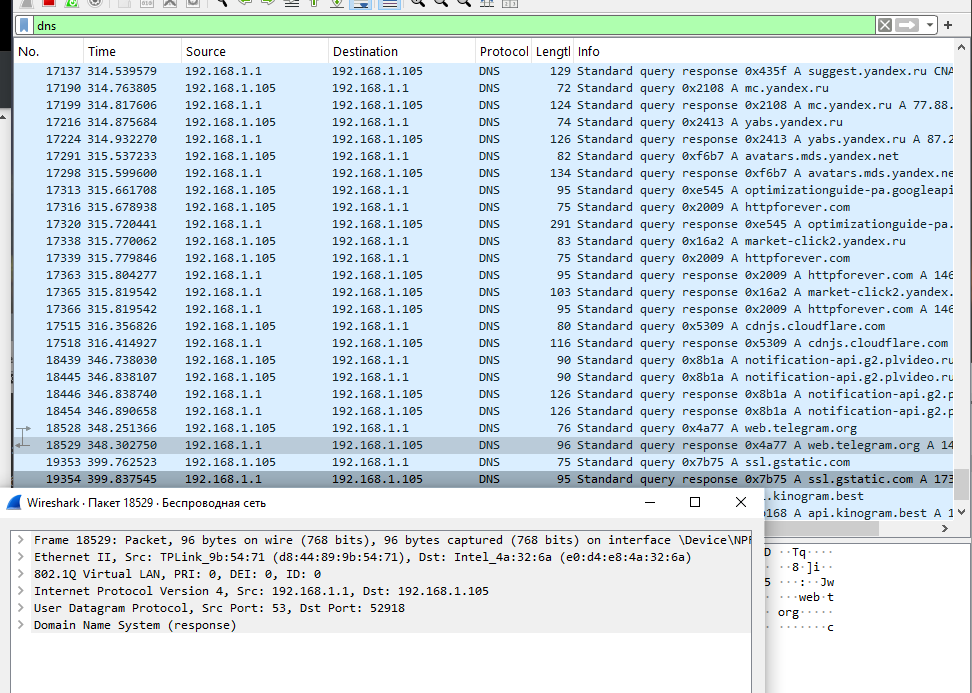 dns
No. Time Source Destination Protocol Lengtl Info
17137 314.539579 192.168.1.1 192.168.1.105 DNS 129 Standard query response 0x435f A suggest.yandex.ru CNA
17190 314.763805 192.168.1.105 192.168.1.1 DNS 72 Standard query 0x2108 A mc.yandex.ru
17199 314.817606 192.168.1.1 192.168.1.105 DNS 124 Standard query response 0x2108 A mc.yandex.ru A 77.88.
17216 314.875684 192.168.1.105 192.168.1.1 DNS 74 Standard query 0x2413 A yabs.yandex.ru
17224 314.932270 192.168.1.1 192.168.1.105 DNS 126 Standard query response 0x2413 A yabs.yandex.ru A 87.2
17291 315.537233 192.168.1.105 192.168.1.1 DNS 82 Standard query 0xf6b7 A avatars.mds.yandex.net
17298 315.599600 192.168.1.1 192.168.1.105 DNS 134 Standard query response 0xf6b7 A avatars.mds.yandex.ne
17313 315.661708 192.168.1.105 192.168.1.1 DNS 95 Standard query 0xe545 A optimizationguide-pa.googleapi
17316 315.678938 192.168.1.105 192.168.1.1 DNS 75 Standard query 0x2009 A httpforever.com
17320 315.720441 192.168.1.1 192.168.1.105 DNS 291 Standard query response 0xe545 A optimizationguide-pa.
17338 315.770062 192.168.1.105 192.168.1.1 DNS 83 Standard query 0x16a2 A market-click2.yandex.ru
17339 315.779846 192.168.1.105 192.168.1.1 DNS 75 Standard query 0x2009 A httpforever.com
17363 315.804277 192.168.1.1 192.168.1.105 DNS 95 Standard query response 0x2009 A httpforever.com A 146
17365 315.819542 192.168.1.1 192.168.1.105 DNS 103 Standard query response 0x16a2 A market-click2.yandex.
17366 315.819542 192.168.1.1 192.168.1.105 DNS 95 Standard query response 0x2009 A httpforever.com A 146
17515 316.356826 192.168.1.105 192.168.1.1 DNS 80 Standard query 0x5309 A cdnjs.cloudflare.com
17518 316.414927 192.168.1.1 192.168.1.105 DNS 116 Standard query response 0x5309 A cdnjs.cloudflare.com
18439 346.738030 192.168.1.105 192.168.1.1 DNS 90 Standard query 0x8b1a A notification-api.g2.plvideo.ru
18445 346.838107 192.168.1.105 192.168.1.1 DNS 90 Standard query 0x8b1a A notification-api.g2.plvideo.ru
18446 346.838740 192.168.1.1 192.168.1.105 DNS 126 Standard query response 0x8b1a A notification-api.g2.p
18454 346.890658 192.168.1.1 192.168.1.105 DNS 126 Standard query response 0x8b1a A notification-api.g2.p
18528 348.251366 192.168.1.105 192.168.1.1 DNS 76 Standard query 0x4a77 A web.telegram.org
18529 348.302750 192.168.1.1 192.168.1.105 DNS 96 Standard query response 0x4a77 A web.telegram.org A 14
19353 399.762523 192.168.1.105 192.168.1.1 DNS 75 Standard query 0x7b75 A ssl.gstatic.com
19354 399.837545 192.168.1.1 192.168.1.105 DNS 95 Standard query response 0x7b75 A ssl.gstatic.com A 173
.kinogram.best
b168 A api.kinogram.best A 1
Wireshark · Пакет 18529 · Беспроводная сеть
Frame 18529: Packet, 96 bytes on wire (768 bits), 96 bytes captured (768 bits) on interface \Device\NPF
Ethernet II, Src: TPLink_9b:54:71 (d8:44:89:9b:54:71), Dst: Intel_4a:32:6a (e0:d4:e8:4a:32:6a)
802.1Q Virtual LAN, PRI: 0, DEI: 0, ID: 0
Internet Protocol Version 4, Src: 192.168.1.1, Dst: 192.168.1.105
User Datagram Protocol, Src Port: 53, Dst Port: 52918
Domain Name System (response)
D ··Tq····
··8·]i··
5 ···:··Jw
···web·t
org·····
·······c